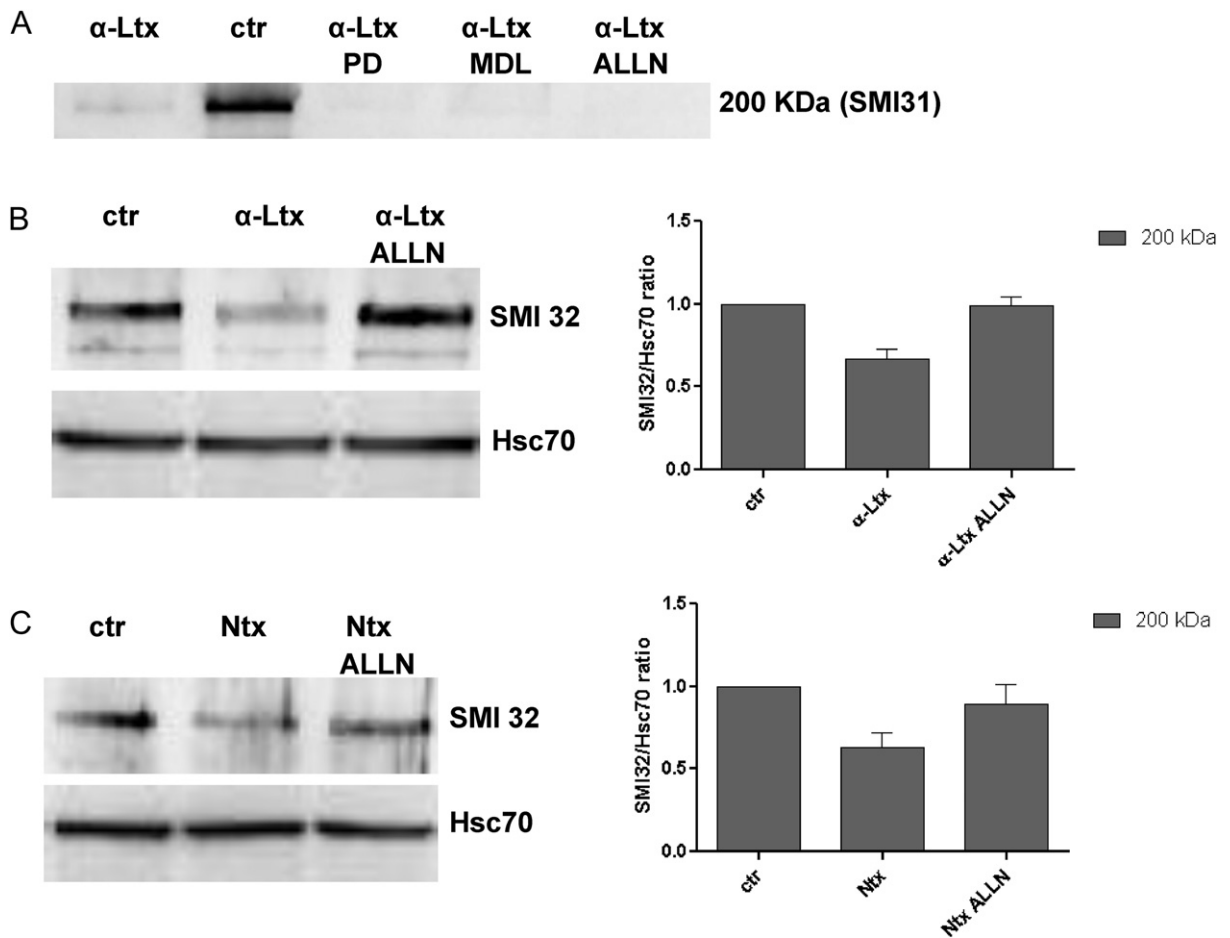 A
α-Ltx ctr α-Ltx α-Ltx α-Ltx
PD MDL ALLN
200 KDa (SMI31)
B
ctr α-Ltx α-Ltx
ALLN
SMI 32
Hsc70
SMI32/Hsc70 ratio
1.5
1.0
0.5
0.0
ctr α-Ltx α-Ltx ALLN
200 kDa
C
ctr Ntx Ntx
ALLN
SMI 32
Hsc70
SMI32/Hsc70 ratio
1.5
1.0
0.5
0.0
ctr Ntx Ntx ALLN
200 kDa